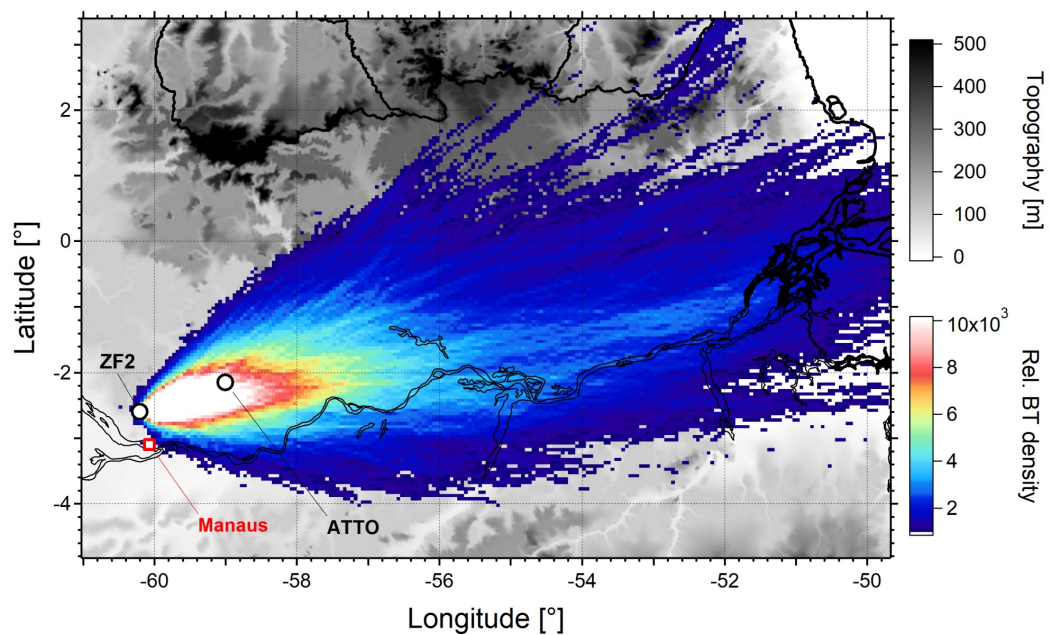 500
400
300
200
100
0
Topography [m]
10x10³
8
6
4
2
Rel. BT density
2
0
-2
-4
Latitude [°]
ZF2
Manaus
ATTO
-60
-58
-56
-54
-52
-50
Longitude [°]